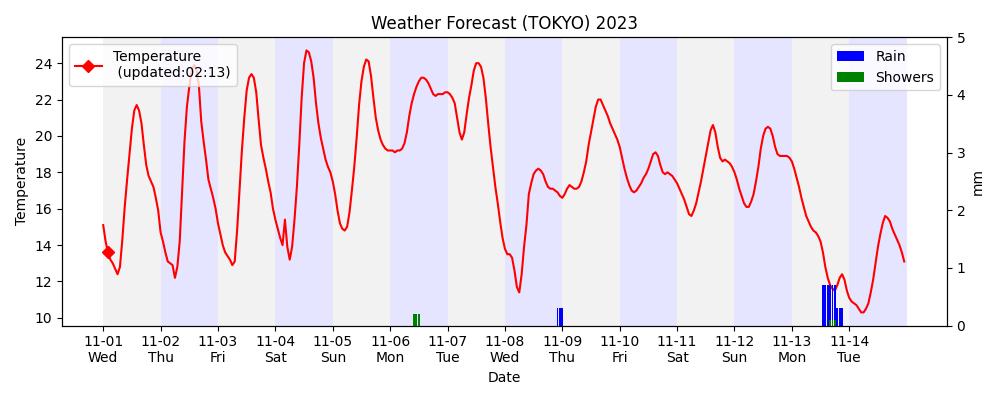 Weather Forecast (TOKYO) 2023
Temperature
(updated:02:13)
Rain
Showers
Temperature
24
22
20
18
16
14
12
10
5
4
3
2
1
0
mm
11-01 11-02 11-03 11-04 11-05 11-06 11-07 11-08 11-09 11-10 11-11 11-12 11-13 11-14
Wed Thu Fri Sat Sun Mon Tue Wed Thu Fri Sat Sun Mon Tue
Date